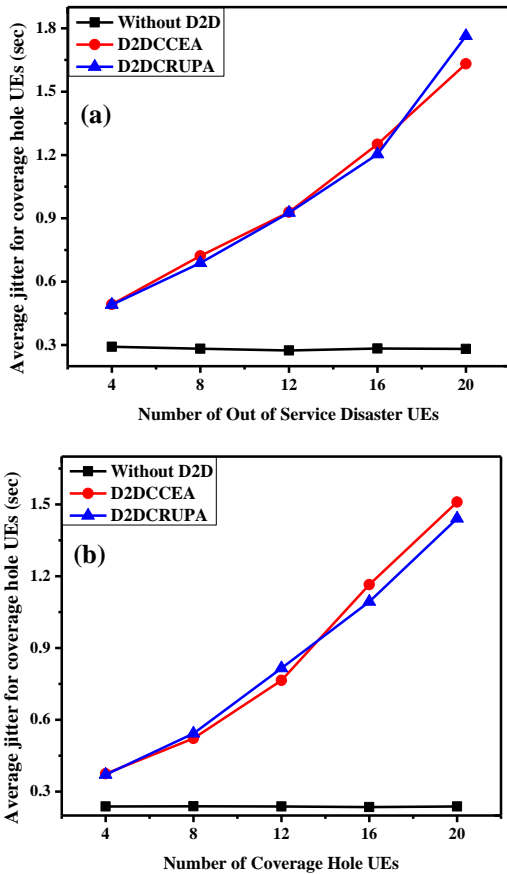 Average jitter for coverage hole UEs (sec)
1.8
1.5
1.2
0.9
0.6
0.3
Without D2D
D2DCCEA
D2DCRUPA
(a)
4 8 12 16 20
Number of Out of Service Disaster UEs
Average jitter for coverage hole UEs (sec)
1.5
1.2
0.9
0.6
0.3
Without D2D
D2DCCEA
D2DCRUPA
(b)
4 8 12 16 20
Number of Coverage Hole UEs